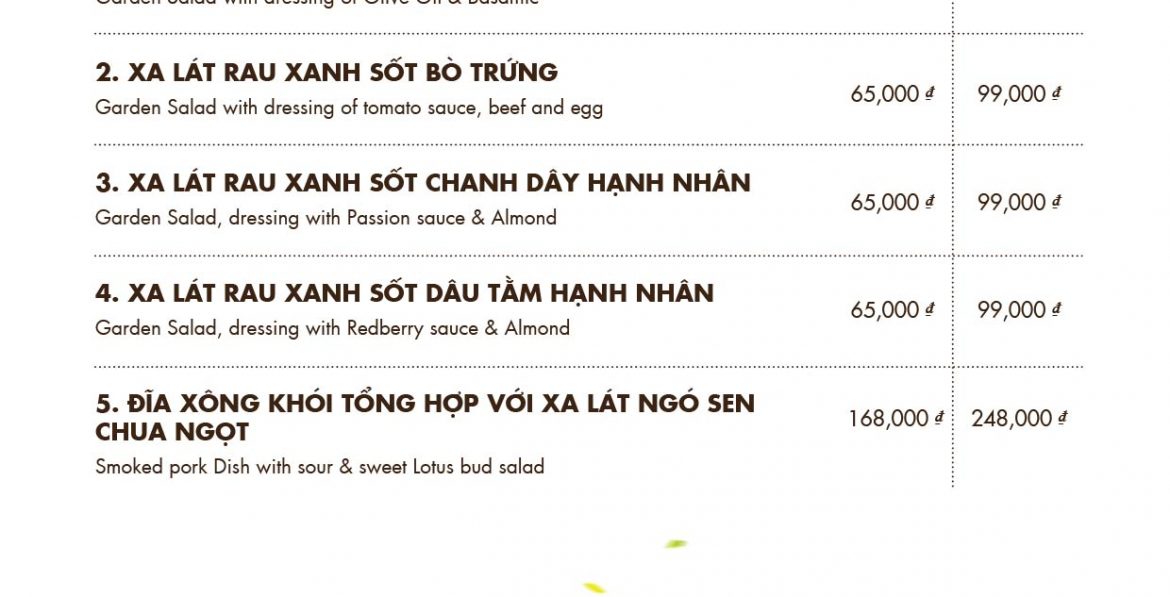 Garden Salad with dressing of Olive Oil & Basamic
2. XA LÁT RAU XANH SỐT BÒ TRỨNG
Garden Salad with dressing of tomato sauce, beef and egg
65,000 ₫ 99,000 ₫
3. XA LÁT RAU XANH SỐT CHANH DÂY HẠNH NHÂN
Garden Salad, dressing with Passion sauce & Almond
65,000 ₫ 99,000 ₫
4. XA LÁT RAU XANH SỐT DÂU TẰM HẠNH NHÂN
Garden Salad, dressing with Redberry sauce & Almond
65,000 ₫ 99,000 ₫
5. ĐĨA XÔNG KHÓI TỔNG HỢP VỚI XA LÁT NGÓ SEN
CHUA NGỌT
168,000 ₫ 248,000 ₫
Smoked pork Dish with sour & sweet Lotus bud salad